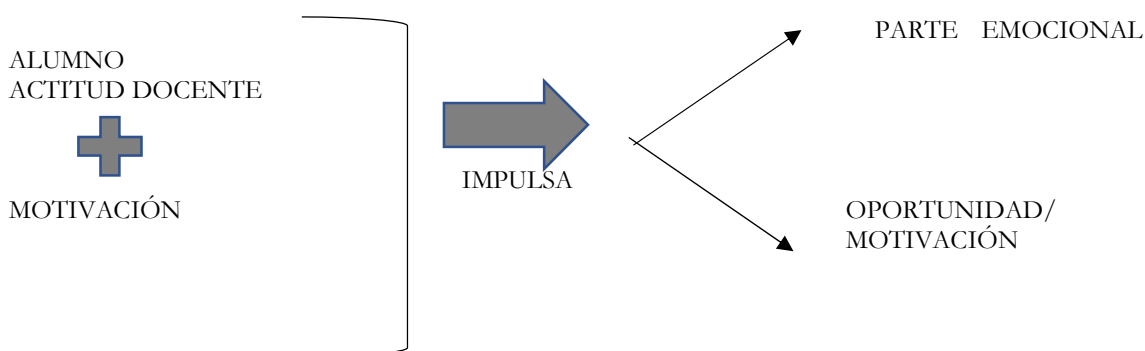 ALUMNO
ACTITUD DOCENTE
MOTIVACIÓN
IMPULSA
PARTE EMOCIONAL
OPORTUNIDAD/
MOTIVACIÓN